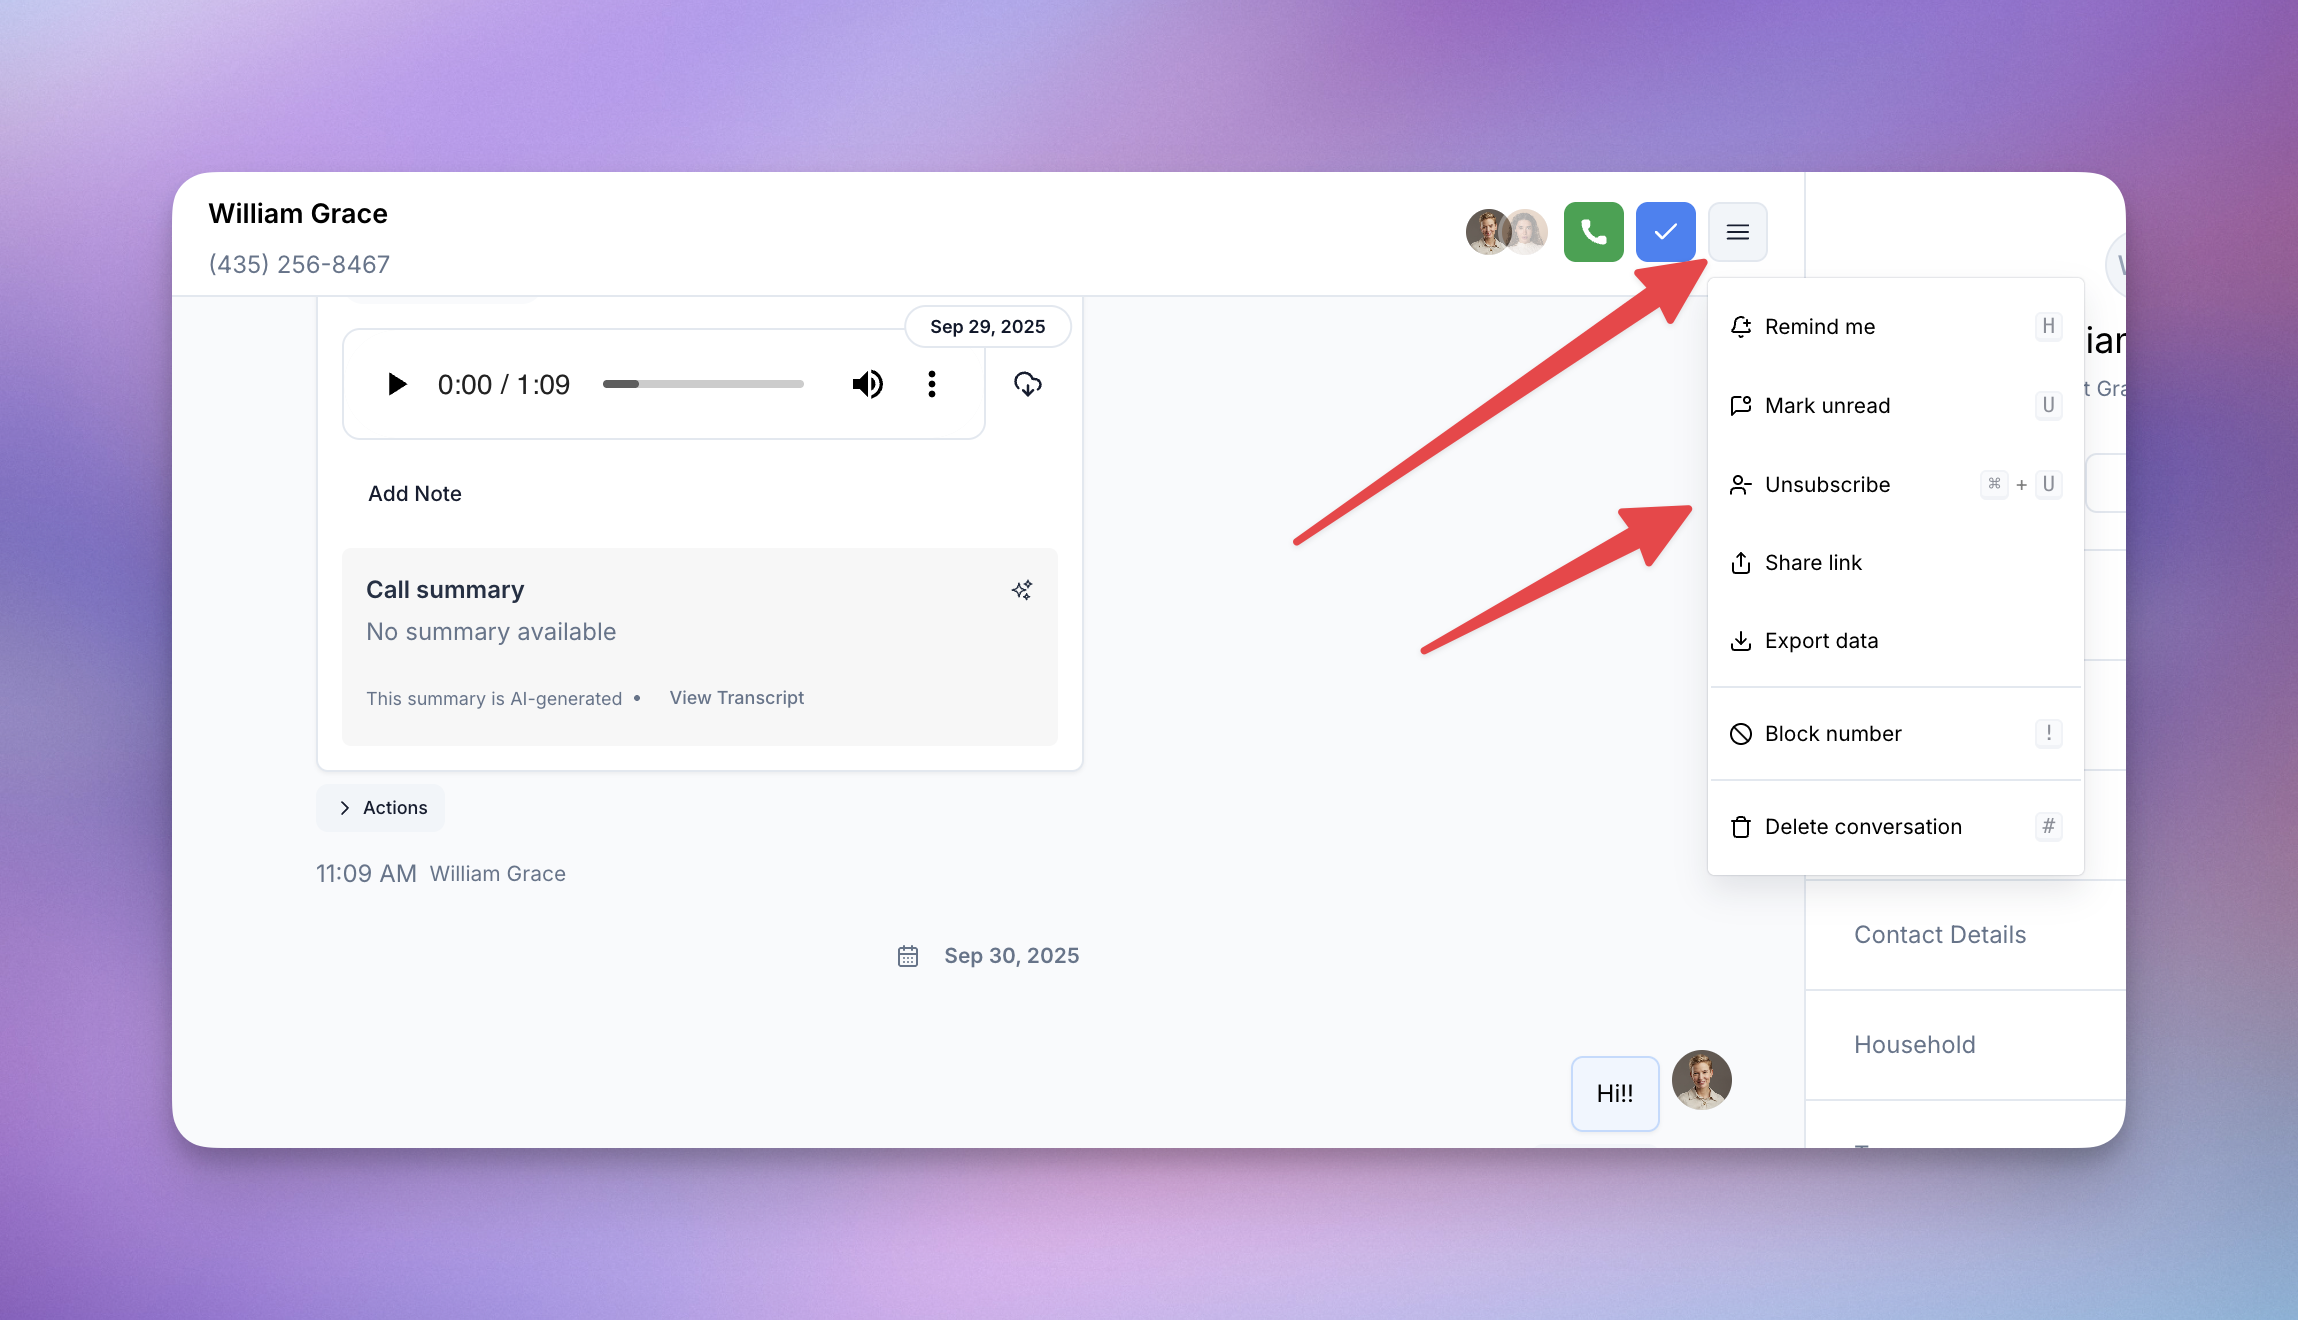 William Grace
(435) 256-8467
Sep 29, 2025
0:00 / 1:09
Add Note
Call summary
No summary available
This summary is AI-generated • View Transcript
Actions
11:09 AM William Grace
Sep 30, 2025
Hi!!
Remind me H
Mark unread U
Unsubscribe ⌘ + U
Share link
Export data
Block number !
Delete conversation #
Contact Details
Household